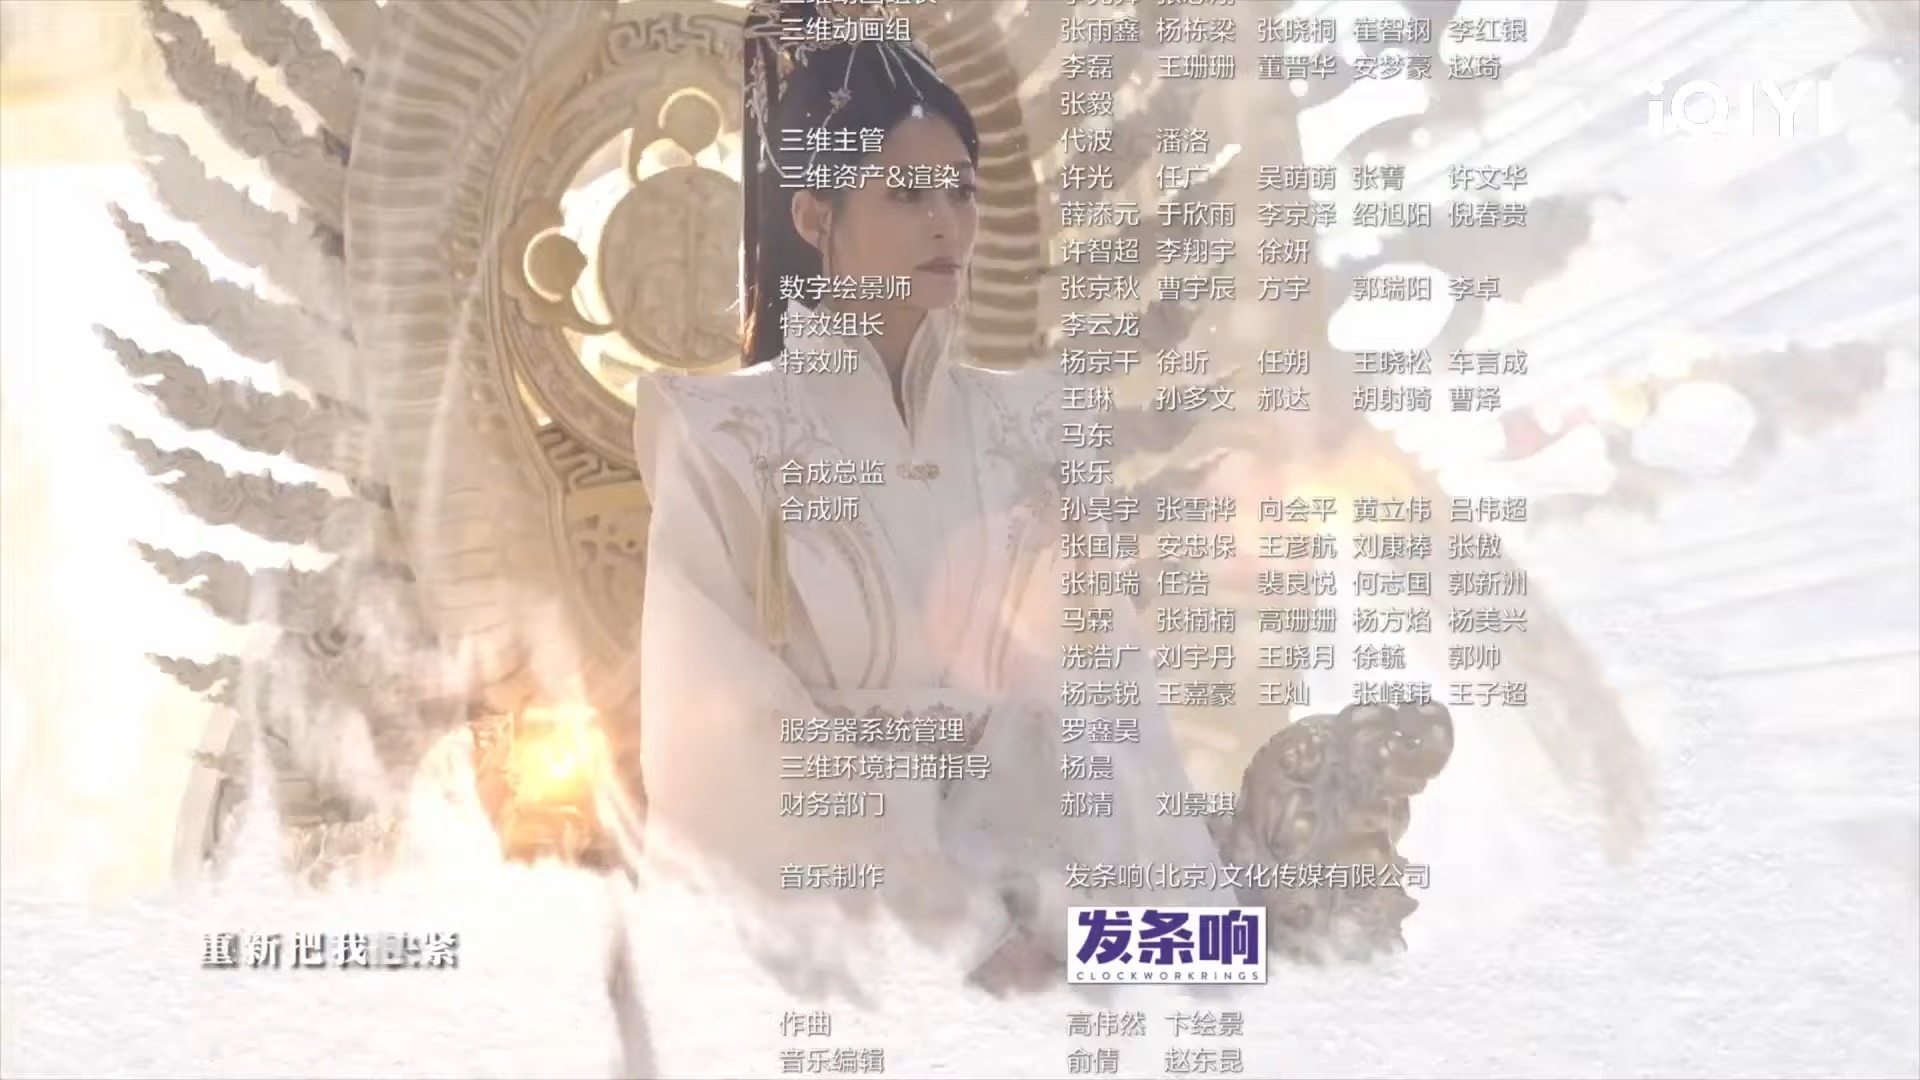 三维动画组 张雨鑫 杨栋梁 张晓桐 崔智钢 李红银
李磊 王珊珊 董晋华 安梦豪 赵琦
张毅
三维主管 代波 潘洛
三维资产&渲染 许光 任广 吴萌萌 张菁 许文华
薛添元 于欣雨 李京泽 绍旭阳 倪春贵
许智超 李翔宇 徐妍
数字绘景师 张京秋 曹宇辰 方宇 郭瑞阳 李卓
特效组长 李云龙
特效师 杨京干 徐昕 任朔 王晓松 车言成
王琳 孙多文 郝达 胡射骑 曹泽
马东
合成总监 张乐
合成师 孙昊宇 张雪桦 向会平 黄立伟 吕伟超
张国晨 安忠保 王彦航 刘康棒 张傲
张桐瑞 任浩 裴良悦 何志国 郭新洲
马霖 张楠楠 高珊珊 杨方焰 杨美兴
冼浩广 刘宇丹 王晓月 徐毓 郭帅
杨志锐 王嘉豪 王灿 张峰玮 王子超
服务器系统管理 罗鑫昊
三维环境扫描指导 杨晨
财务部门 郝清 刘景琪
音乐制作 发条响(北京)文化传媒有限公司
发条响
CLOCKWORKRINGS
作曲 高伟然 卞绘景
音乐编辑 俞倩 赵东昆
重新把我 紧
iQIYI